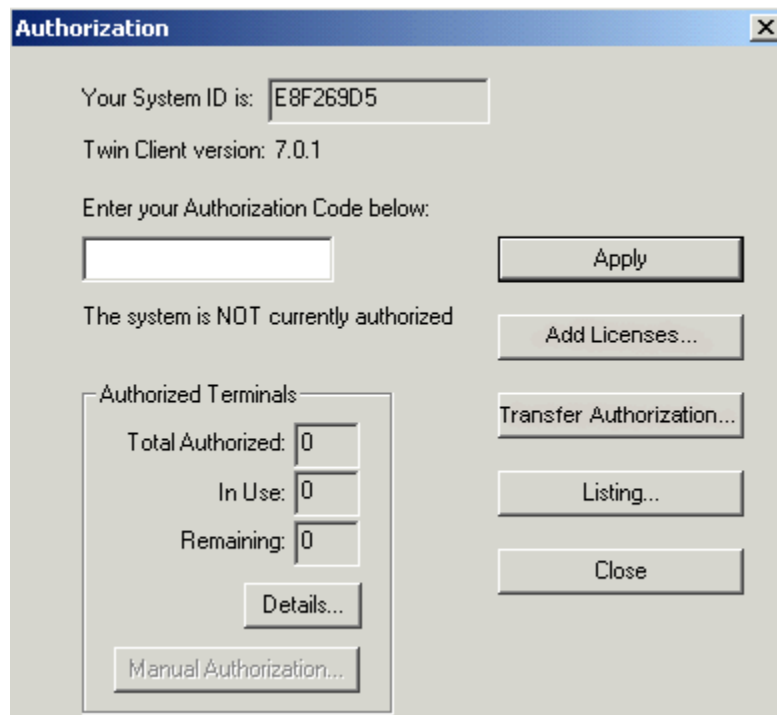 Authorization
Your System ID is: E8F269D5
Twin Client version: 7.0.1
Enter your Authorization Code below:
Apply
The system is NOT currently authorized
Add Licenses...
Authorized Terminals
Transfer Authorization...
Total Authorized: 0
In Use: 0
Listing...
Remaining: 0
Close
Details...
Manual Authorization...